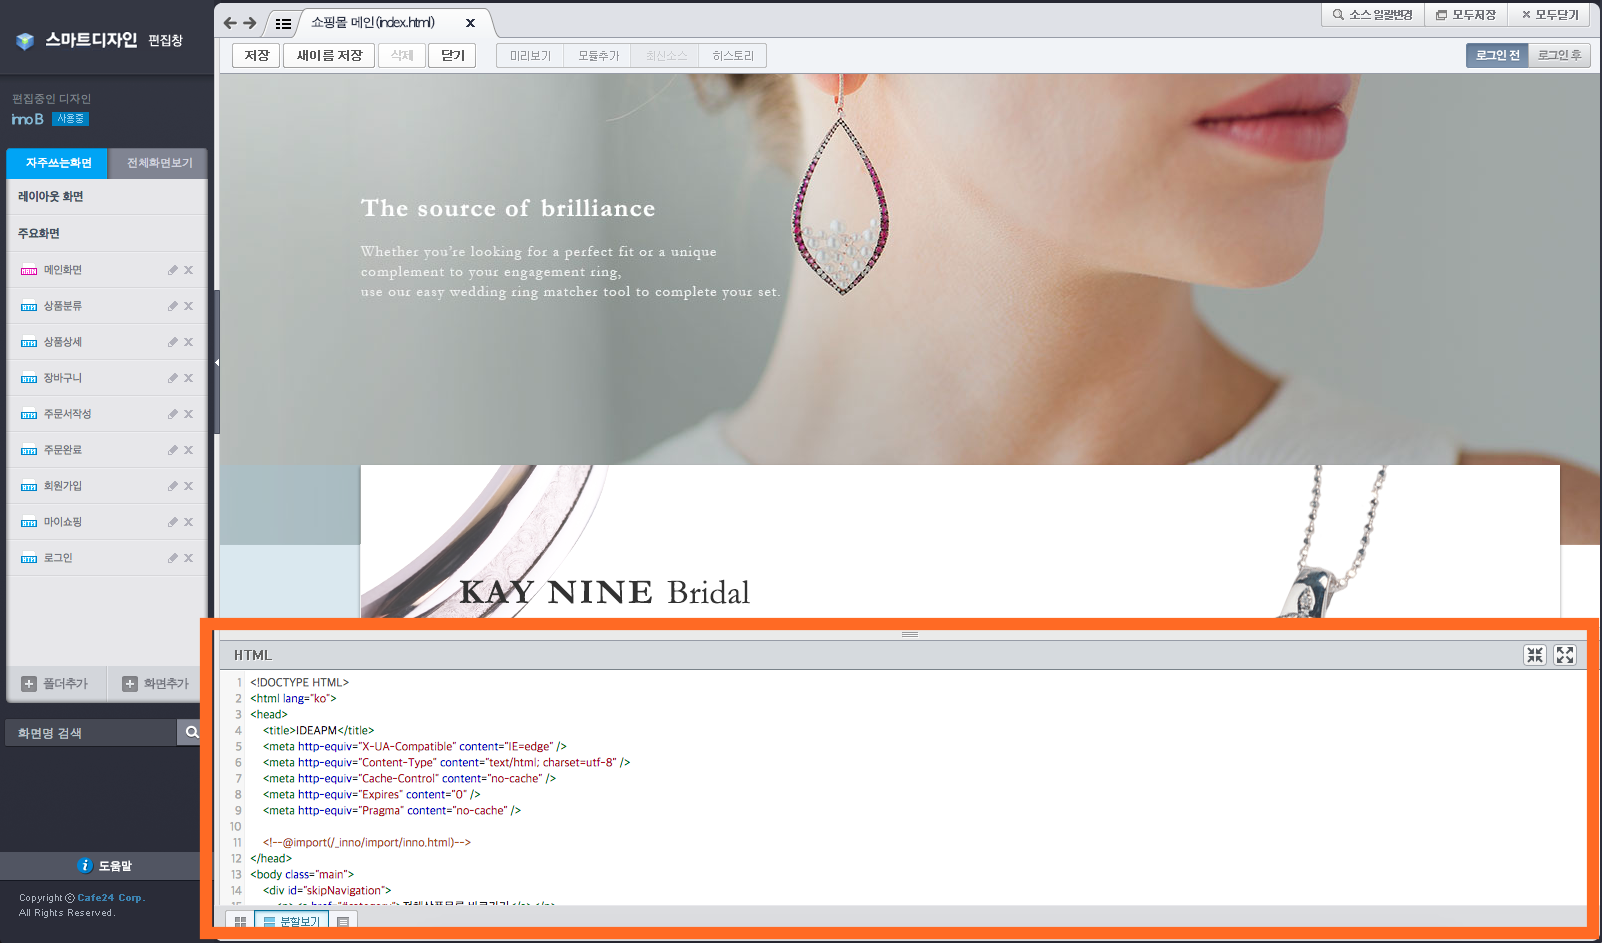 스마트디자인 편집창
편집중인 디자인
inno B 사용중
자주쓰는화면 전체화면보기
레이아웃 화면
주요화면
메인화면
상품분류
상품상세
장바구니
주문서작성
주문완료
회원가입
마이쇼핑
로그인
폴더추가 화면추가
화면명 검색
도움말
Copyright ⓒ Cafe24 Corp.
All Rights Reserved.
쇼핑몰 메인(index.html) x
소스 일괄변경 모두저장 모두닫기
저장 새이름 저장 삭제 닫기 미리보기 모듈추가 최신소스 히스토리
로그인 전 로그인 후
The source of brilliance
Whether you're looking for a perfect fit or a unique
complement to your engagement ring,
use our easy wedding ring matcher tool to complete your set.
KAY NINE Bridal
HTML
1 <!DOCTYPE HTML>
2 <html lang="ko">
3 <head>
4 <title>IDEAPM</title>
5 <meta http-equiv="X-UA-Compatible" content="IE=edge" />
6 <meta http-equiv="Content-Type" content="text/html; charset=utf-8" />
7 <meta http-equiv="Cache-Control" content="no-cache" />
8 <meta http-equiv="Expires" content="0" />
9 <meta http-equiv="Pragma" content="no-cache" />
10
11 <!--@import(/_inno/import/inno.html)-->
12 </head>
13 <body class="main">
14 <div id="skipNavigation">
분할보기